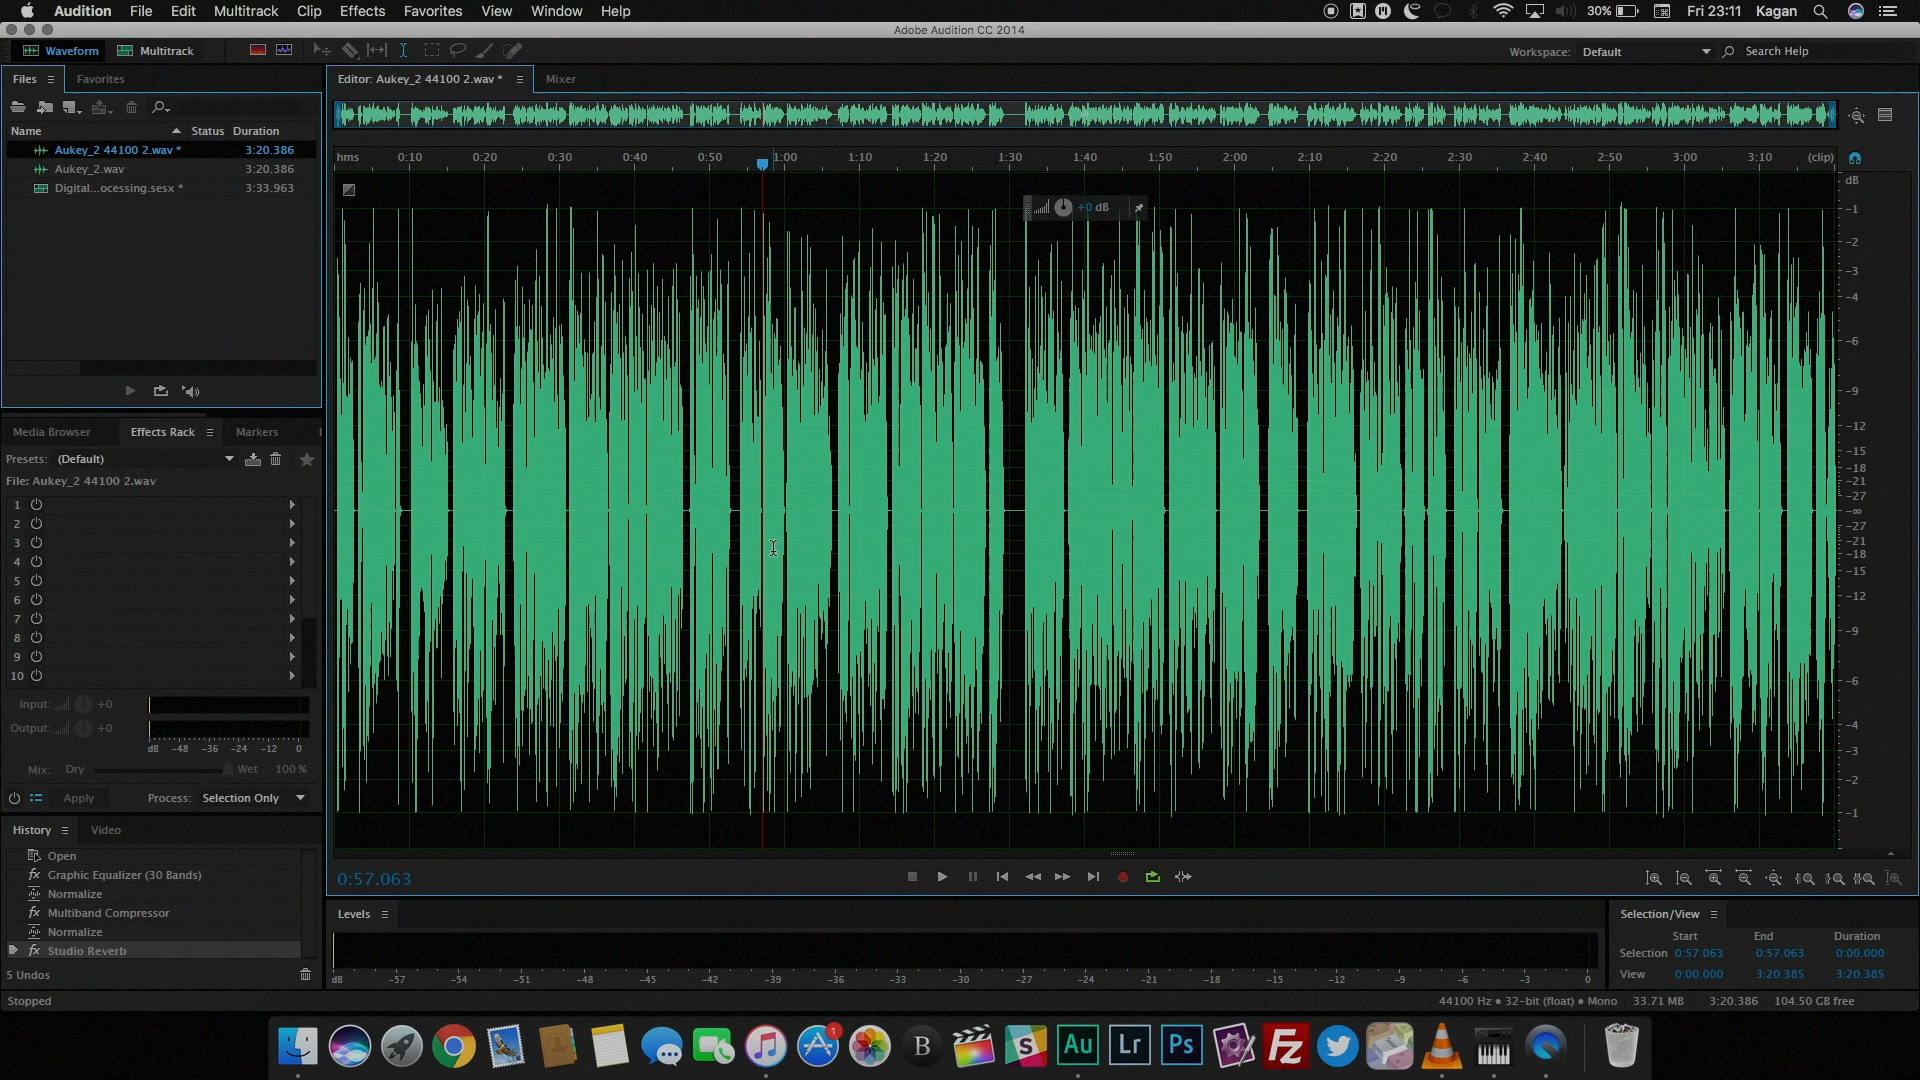 Audition File Edit Multitrack Clip Effects Favorites View Window Help 30% Fri 23:11 Kagan
Adobe Audition CC 2014
Waveform Multitrack Workspace: Default Search Help
Files Favorites Editor: Aukey_2 44100 2.wav * Mixer
Name Status Duration
Aukey_2 44100 2.wav * 3:20.386
Aukey_2.wav 3:20.386
Digital...ocessing.sesx * 3:33.963
hms 0:10 0:20 0:30 0:40 0:50 1:00 1:10 1:20 1:30 1:40 1:50 2:00 2:10 2:20 2:30 2:40 2:50 3:00 3:10 (clip)
+0 dB
dB
-1
-2
-3
-4
-6
-9
-12
-15
-18
-21
-27
-∞
-27
-21
-18
-15
-12
-9
-6
-4
-3
-2
-1
Media Browser Effects Rack Markers
Presets: (Default)
File: Aukey_2 44100 2.wav
1
2
3
4
5
6
7
8
9
10
Input: +0
Output: +0
dB -48 -36 -24 -12 0
Mix: Dry Wet 100 %
Apply Process: Selection Only
History Video
Open
Graphic Equalizer (30 Bands)
Normalize
Multiband Compressor
Normalize
Studio Reverb
5 Undos
Stopped
0:57.063
Levels
dB -57 -54 -51 -48 -45 -42 -39 -36 -33 -30 -27 -24 -21 -18 -15 -12 -9 -6 -3 0
Selection/View
Start End Duration
Selection 0:57.063 0:57.063 0:00.000
View 0:00.000 3:20.385 3:20.385
44100 Hz • 32-bit (float) • Mono 33.71 MB 3:20.386 104.50 GB free
1
B
S
Au
Lr
Ps
Fz